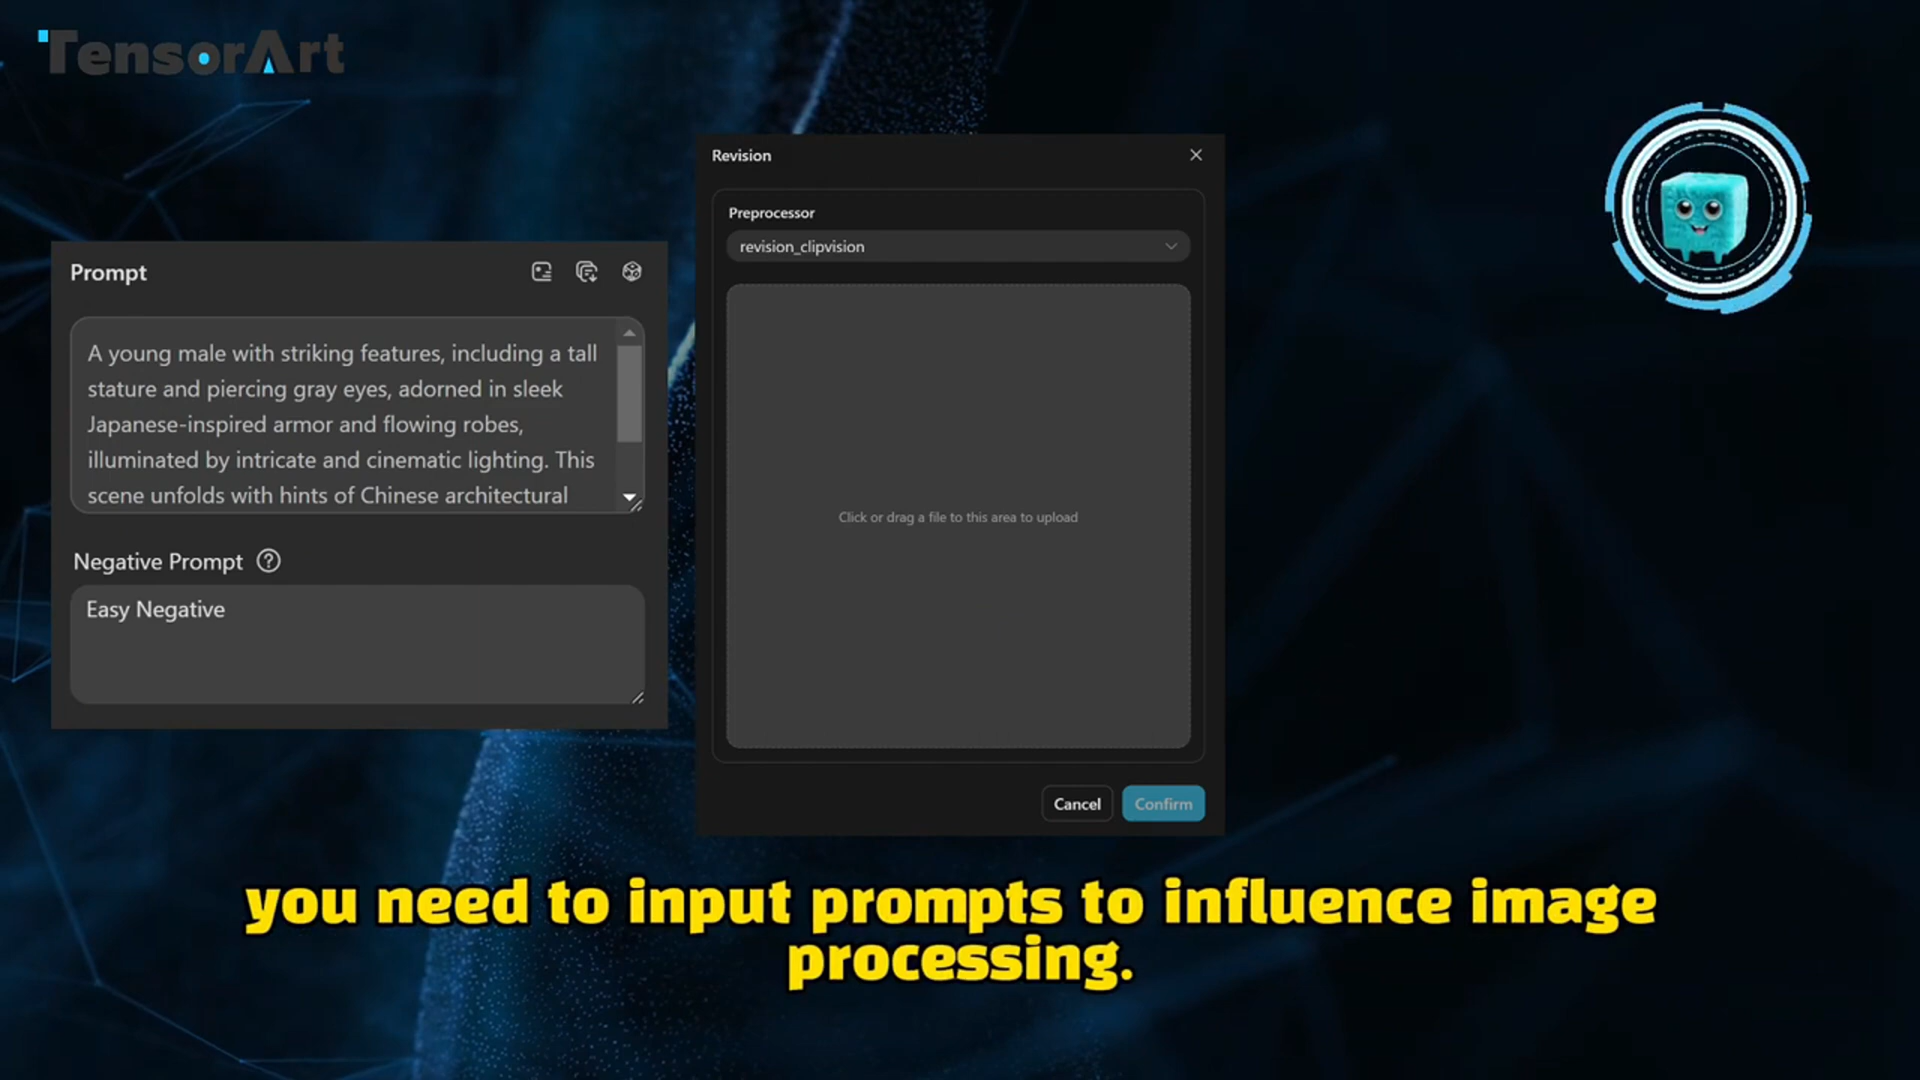 TensorArt
Revision
Preprocessor
revision_clipvision
Click or drag a file to this area to upload
Cancel
Confirm
Prompt
A young male with striking features, including a tall
stature and piercing gray eyes, adorned in sleek
Japanese-inspired armor and flowing robes,
illuminated by intricate and cinematic lighting. This
scene unfolds with hints of Chinese architectural
Negative Prompt
Easy Negative
you need to input prompts to influence image
processing.